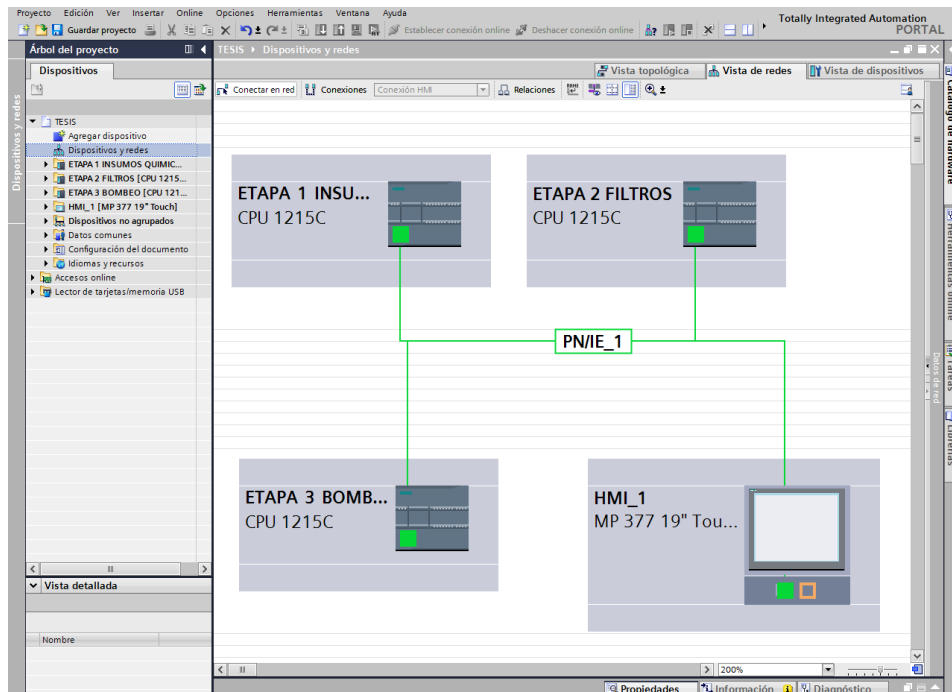 Proyecto Edición Ver Insertar Online Opciones Herramientas Ventana Ayuda
Totally Integrated Automation
PORTAL
Guardar proyecto
Establecer conexión online
Deshacer conexión online
Árbol del proyecto
TESIS
Dispositivos y redes
Dispositivos
Vista topológica
Vista de redes
Vista de dispositivos
Conectar en red
Conexiones
Conexión HMI
Relaciones
TESIS
Agregar dispositivo
Dispositivos y redes
ETAPA 1 INSUMOS QUIMIC...
ETAPA 2 FILTROS [CPU 1215...
ETAPA 3 BOMBEO [CPU 121...
HMI_1 [MP 377 19" Touch]
Dispositivos no agrupados
Datos comunes
Configuración del documento
Idiomas y recursos
Accesos online
Lector de tarjetas/memoria USB
Vista detallada
Nombre
Dispositivos y redes
ETAPA 1 INSU...
CPU 1215C
ETAPA 2 FILTROS
CPU 1215C
PN/IE_1
ETAPA 3 BOMB...
CPU 1215C
HMI_1
MP 377 19" Tou...
200%
Propiedades
Información
Diagnóstico
Datos de red
Catálogo de hardware
Herramientas online
Tareas
Librerías